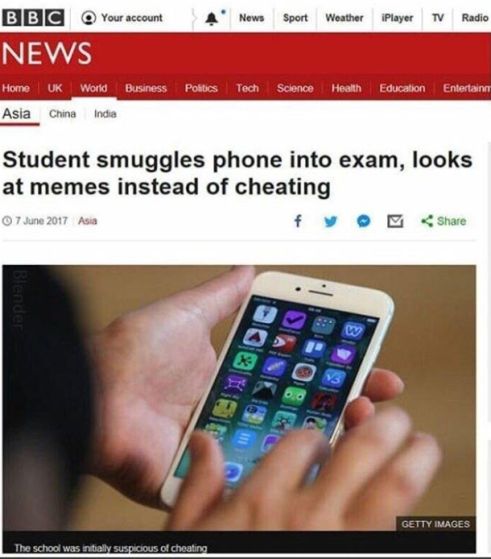 BBC Your account News Sport Weather iPlayer TV Radio
NEWS
Home UK World Business Politics Tech Science Health Education Entertainm
Asia China India
Student smuggles phone into exam, looks
at memes instead of cheating
7 June 2017 Asia Share
Blender
GETTY IMAGES
The school was initially suspicious of cheating